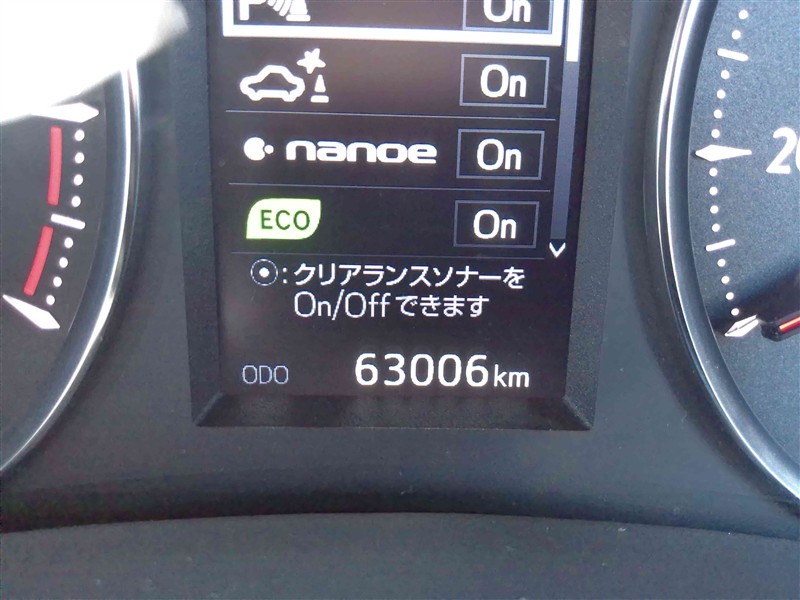 P On
On
nanoe On
ECO On
⦿:クリアランスソナーを
On/Offできます
ODO 63006km